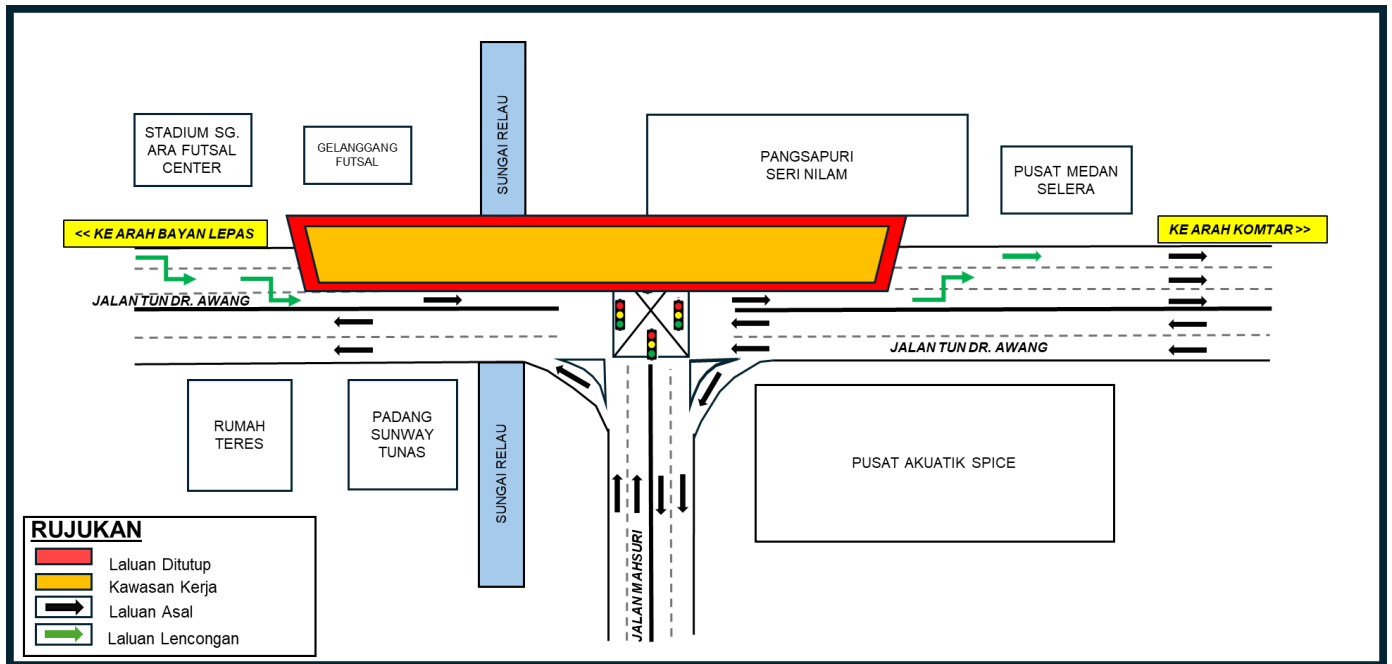 SUNGAI RELAU
STADIUM SG.
ARA FUTSAL
CENTER
GELANGGANG
FUTSAL
PANGSAPURI
SERI NILAM
PUSAT MEDAN
SELERA
<< KE ARAH BAYAN LEPAS
KE ARAH KOMTAR>>
JALAN TUN DR. AWANG
JALAN TUN DR. AWANG
RUMAH
TERES
PADANG
SUNWAY
TUNAS
SUNGAI RELAU
JALAN MAHSURI
PUSAT AKUATIK SPICE
RUJUKAN
Laluan Ditutup
Kawasan Kerja
Laluan Asal
Laluan Lencongan